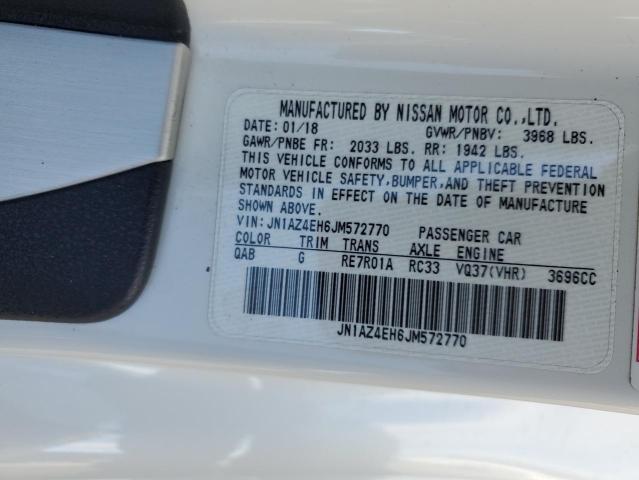 MANUFACTURED BY NISSAN MOTOR CO.,LTD.
DATE: 01/18 GVWR/PNBV: 3968 LBS.
GAWR/PNBE FR: 2033 LBS. RR: 1942 LBS.
THIS VEHICLE CONFORMS TO ALL APPLICABLE FEDERAL
MOTOR VEHICLE SAFETY,BUMPER,AND THEFT PREVENTION
STANDARDS IN EFFECT ON THE DATE OF MANUFACTURE
SHOWN ABOVE.
VIN:JN1AZ4EH6JM572770 PASSENGER CAR
COLOR TRIM TRANS AXLE ENGINE
QAB G RE7R01A RC33 VQ37(VHR) 3696CC
JN1AZ4EH6JM572770